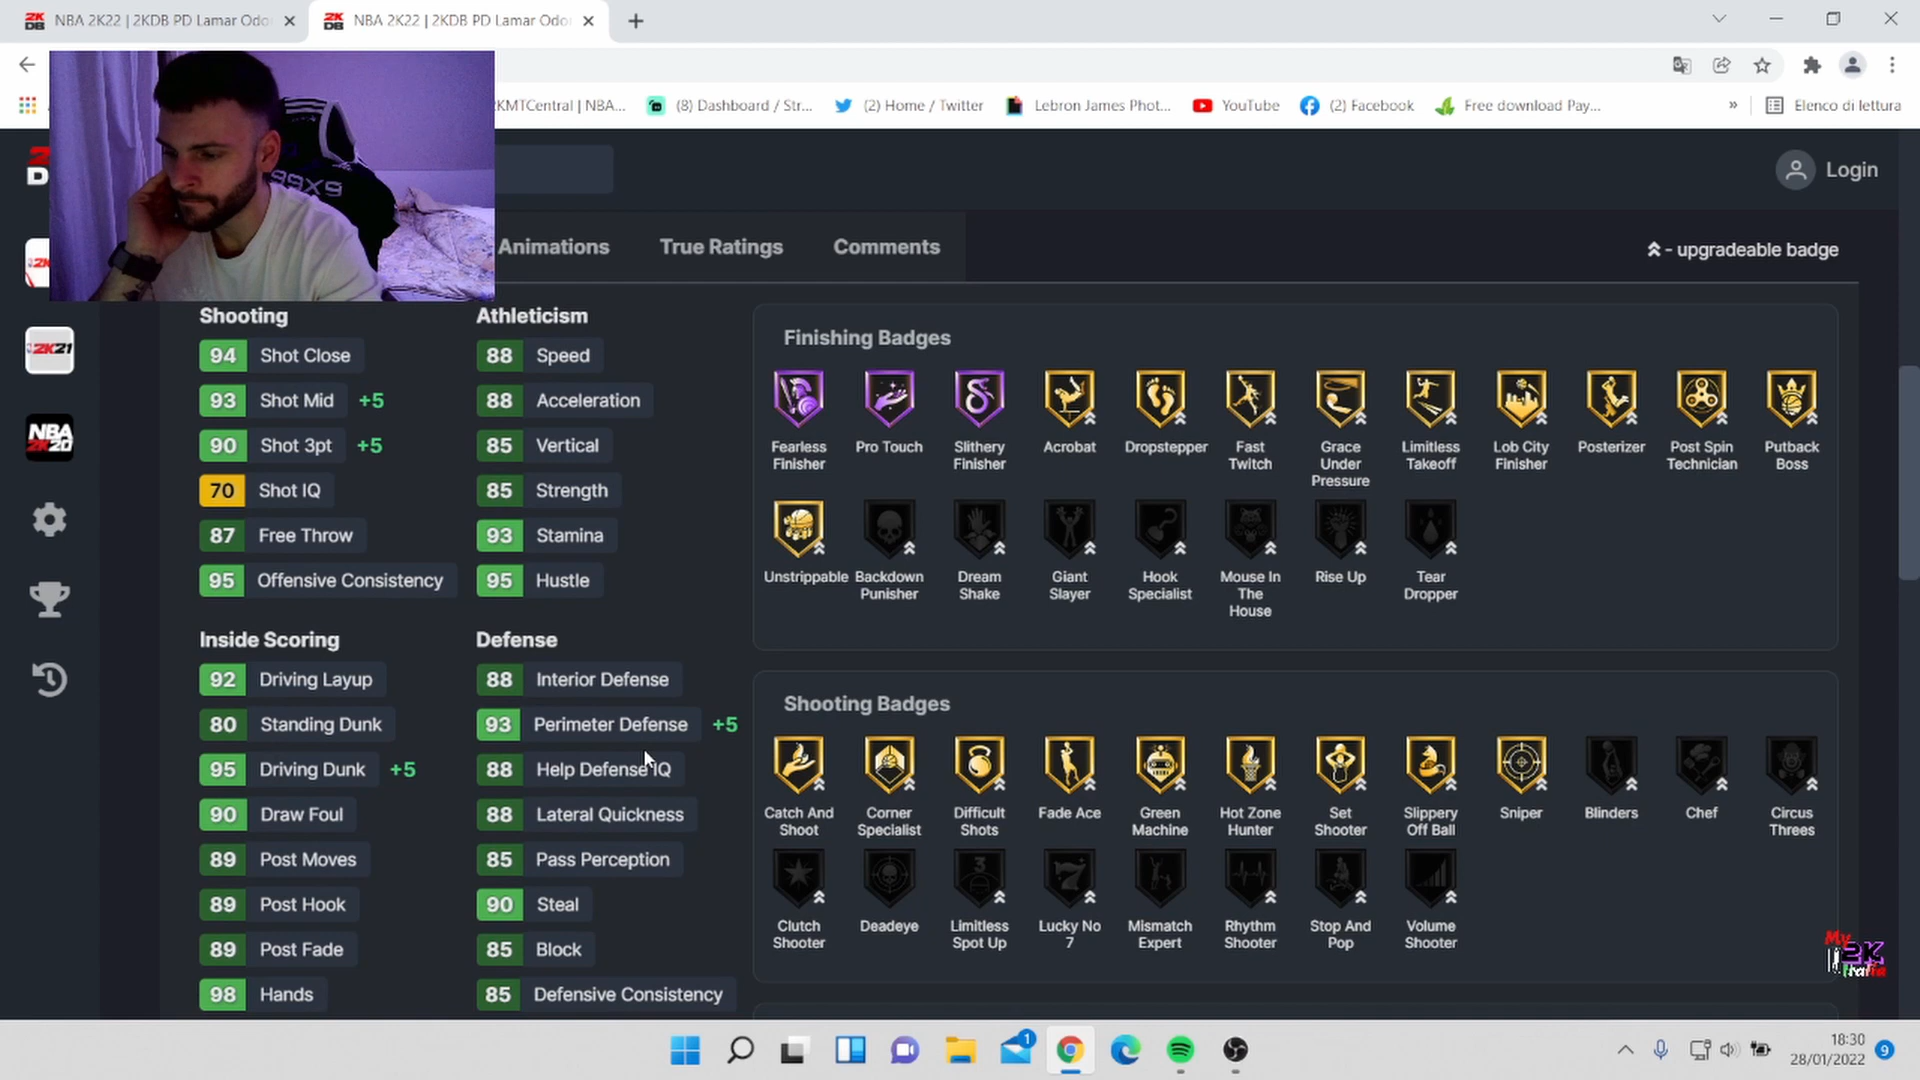 NBA 2K22 | 2KDB PD Lamar Odo
NBA 2K22 | 2KDB PD Lamar Odo
KMTCentral | NBA...
(8) Dashboard / Str...
(2) Home / Twitter
Lebron James Phot...
YouTube
(2) Facebook
Free download Pay...
»
Elenco di lettura
Login
Animations
True Ratings
Comments
- upgradeable badge
2K21
NBA
2K20
99X9
Shooting
94 Shot Close
93 Shot Mid +5
90 Shot 3pt +5
70 Shot IQ
87 Free Throw
95 Offensive Consistency
Athleticism
88 Speed
88 Acceleration
85 Vertical
85 Strength
93 Stamina
95 Hustle
Inside Scoring
92 Driving Layup
80 Standing Dunk
95 Driving Dunk +5
90 Draw Foul
89 Post Moves
89 Post Hook
89 Post Fade
98 Hands
Defense
88 Interior Defense
93 Perimeter Defense +5
88 Help Defense IQ
88 Lateral Quickness
85 Pass Perception
90 Steal
85 Block
85 Defensive Consistency
Finishing Badges
Fearless Finisher
Pro Touch
Slithery Finisher
Acrobat
Dropstepper
Fast Twitch
Grace Under Pressure
Limitless Takeoff
Lob City Finisher
Posterizer
Post Spin Technician
Putback Boss
Unstrippable
Backdown Punisher
Dream Shake
Giant Slayer
Hook Specialist
Mouse In The House
Rise Up
Tear Dropper
Shooting Badges
Catch And Shoot
Corner Specialist
Difficult Shots
Fade Ace
Green Machine
Hot Zone Hunter
Set Shooter
Slippery Off Ball
Sniper
Blinders
Chef
Circus Threes
Clutch Shooter
Deadeye
Limitless Spot Up
Lucky No 7
Mismatch Expert
Rhythm Shooter
Stop And Pop
Volume Shooter
My
2K
Italia
1
18:30
28/01/2022
9